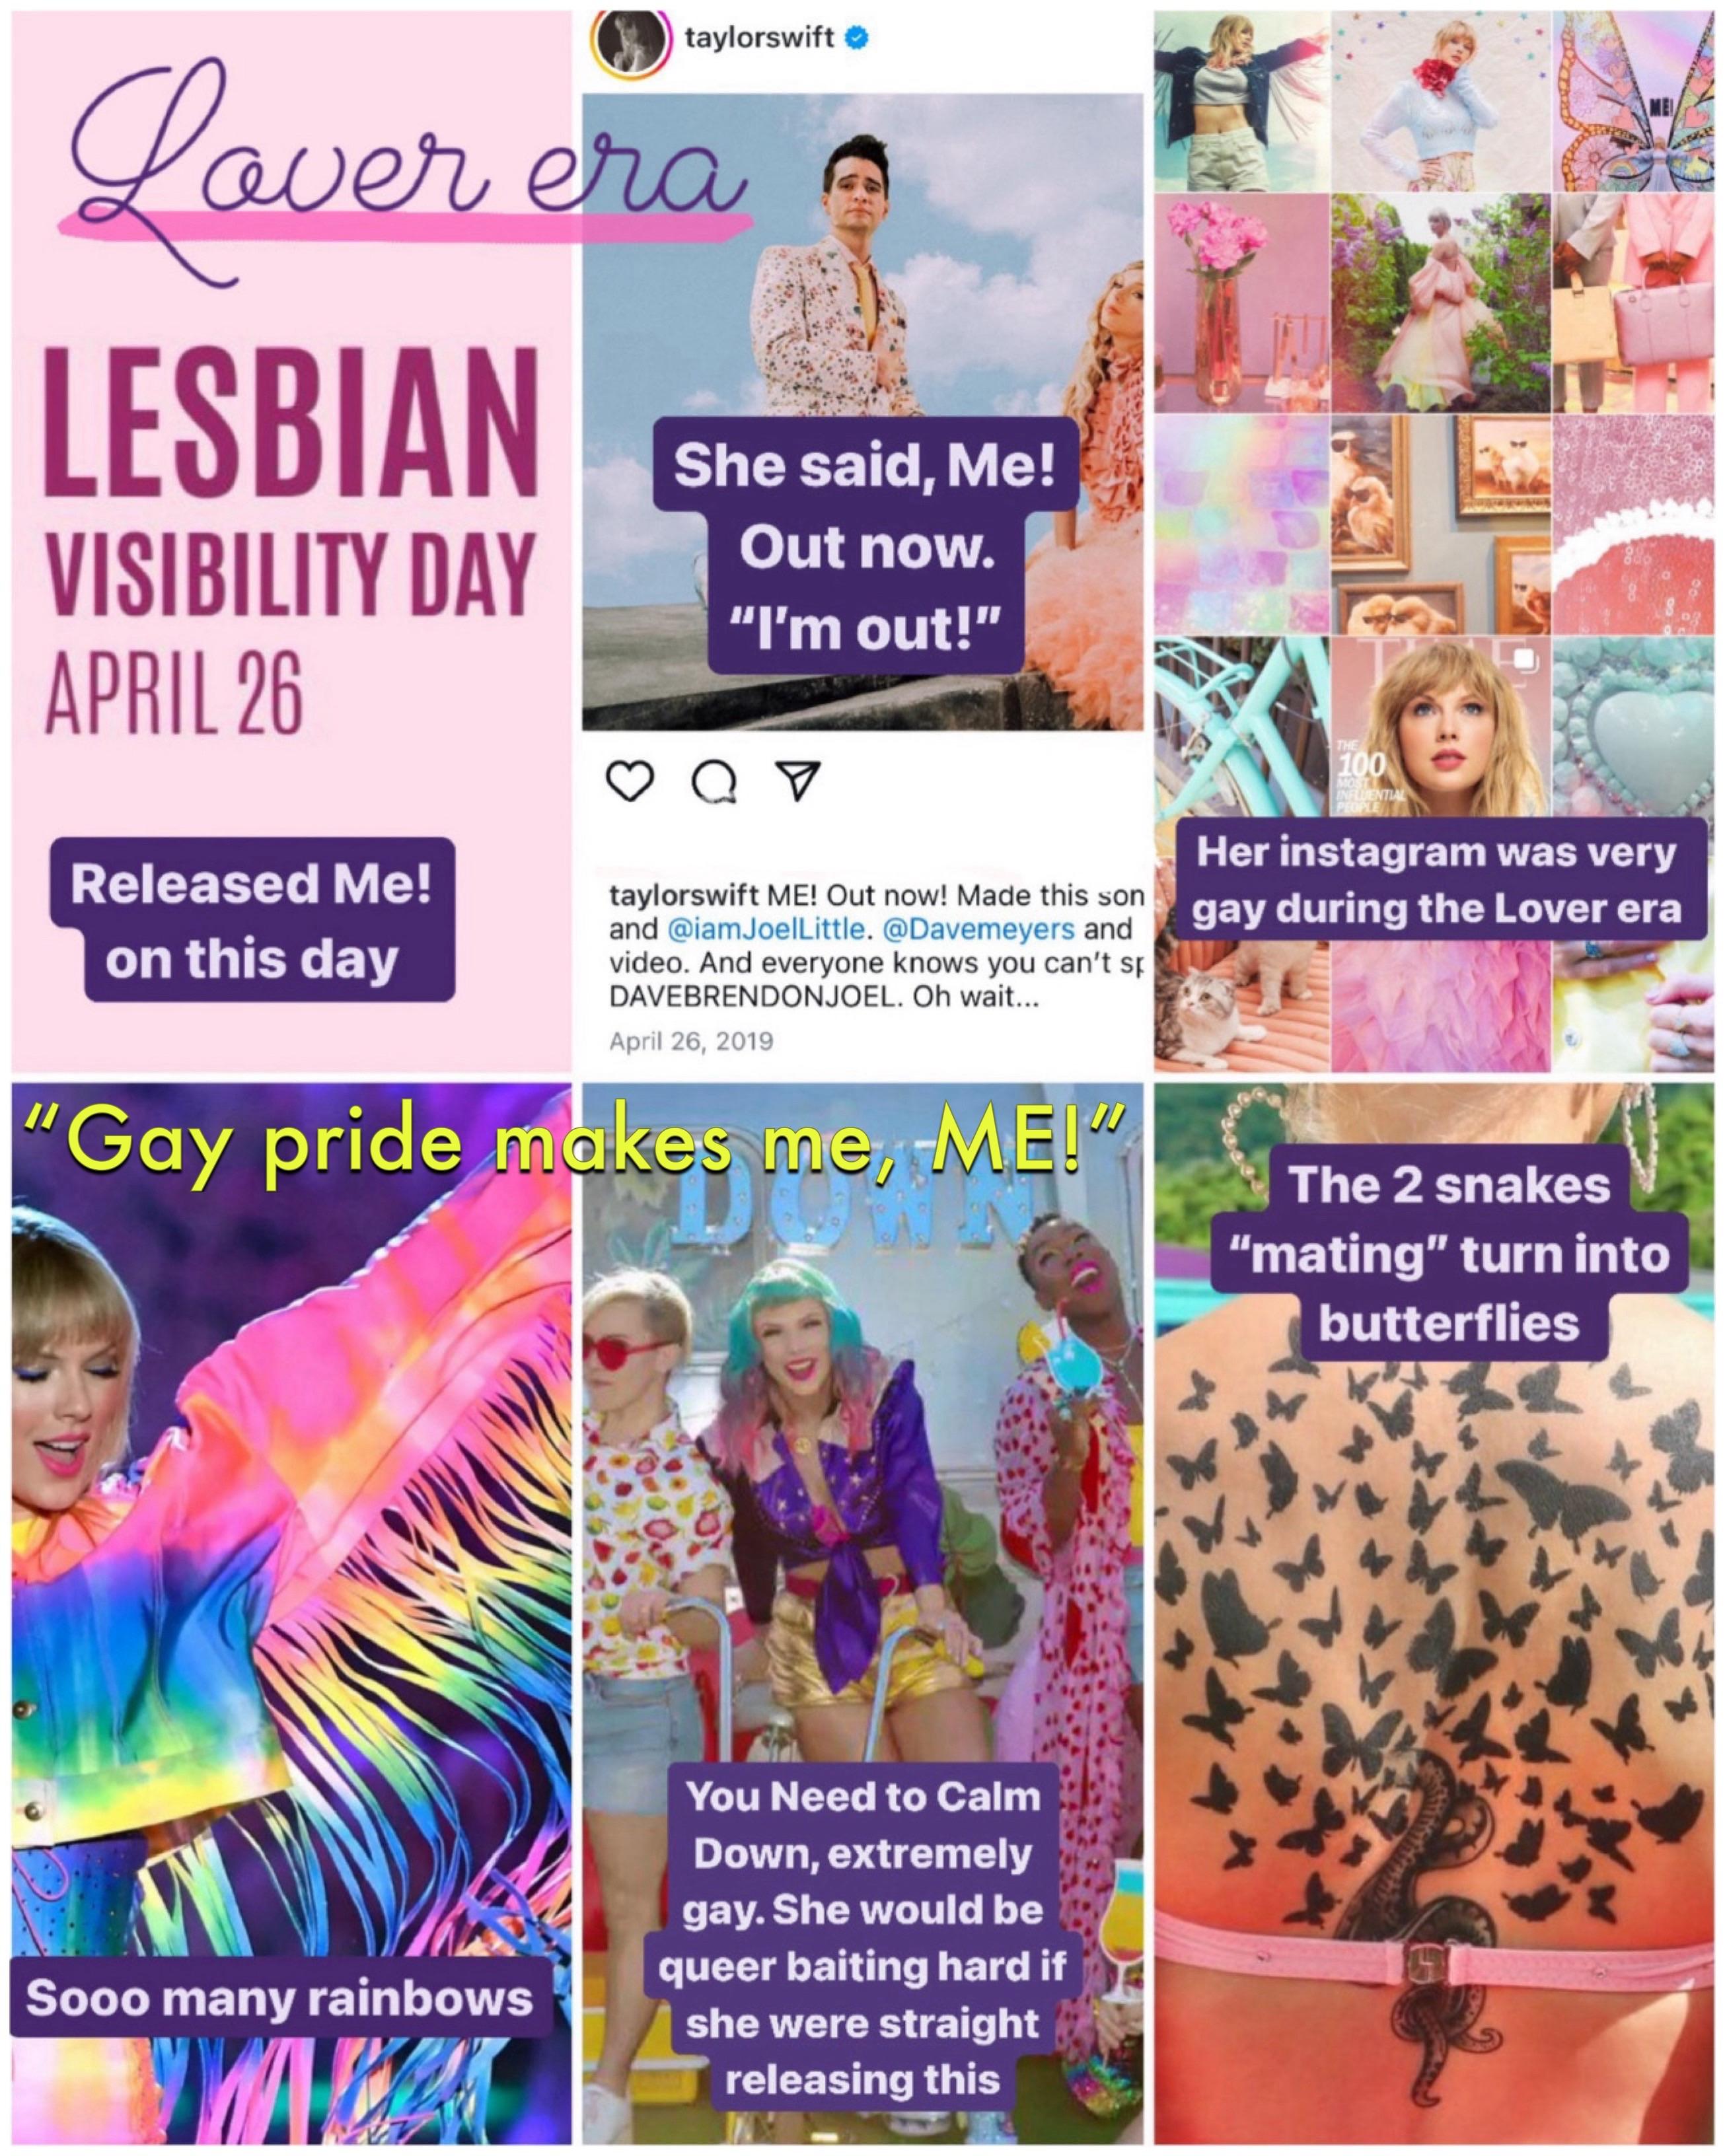 Lover era
LESBIAN
VISIBILITY DAY
APRIL 26
Released Me!
on this day
taylorswift
She said, Me!
Out now.
“I’m out!”
taylorswift ME! Out now! Made this son
and @iamJoelLittle. @Davemeyers and
video. And everyone knows you can’t sp
DAVEBRENDONJOEL. Oh wait...
April 26, 2019
ME!
THE
100
MOST
INFLUENTIAL
PEOPLE
Her instagram was very
gay during the Lover era
“Gay pride makes me, ME!”
Sooo many rainbows
DOWN
You Need to Calm
Down, extremely
gay. She would be
queer baiting hard if
she were straight
releasing this
The 2 snakes
“mating” turn into
butterflies